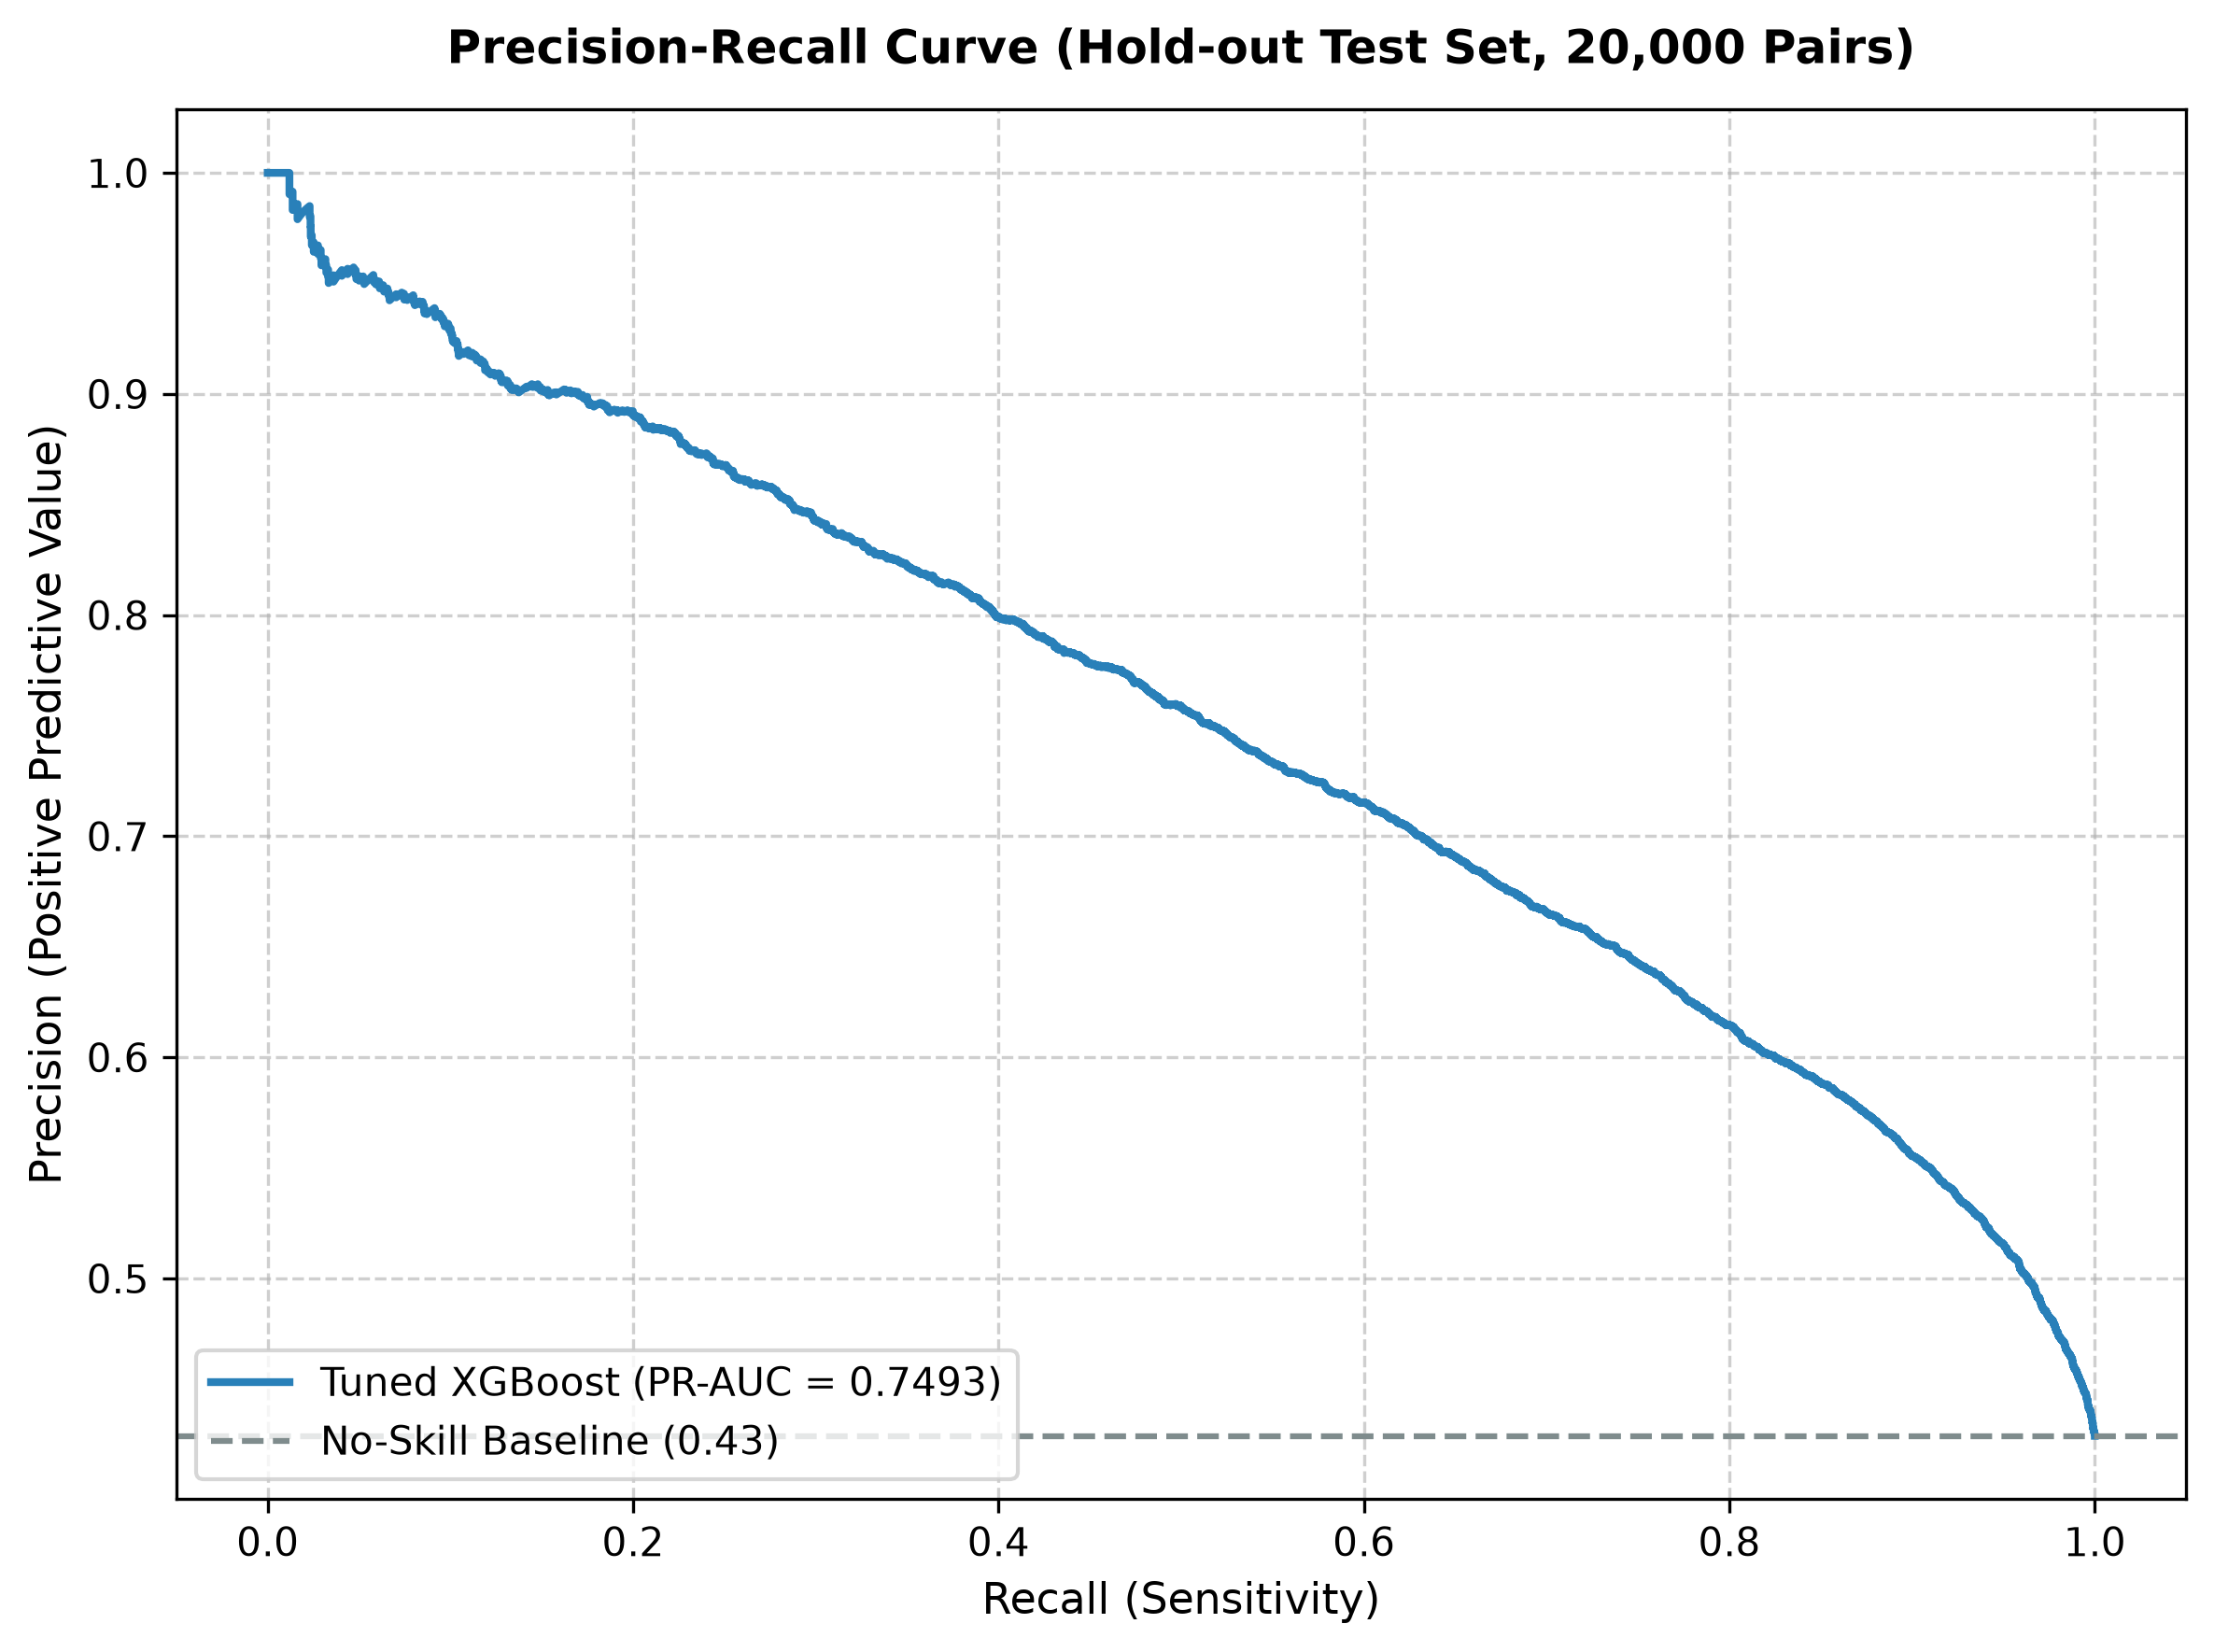 Precision-Recall Curve (Hold-out Test Set, 20,000 Pairs)
Precision (Positive Predictive Value)
1.0
0.9
0.8
0.7
0.6
0.5
Tuned XGBoost (PR-AUC = 0.7493)
No-Skill Baseline (0.43)
0.0 0.2 0.4 0.6 0.8 1.0
Recall (Sensitivity)